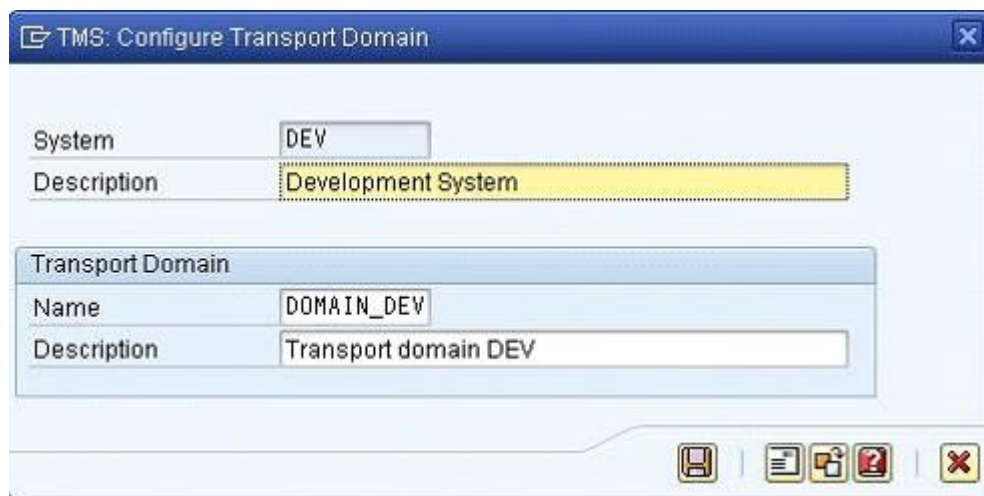 TMS: Configure Transport Domain
System DEV
Description Development System
Transport Domain
Name DOMAIN_DEV
Description Transport domain DEV